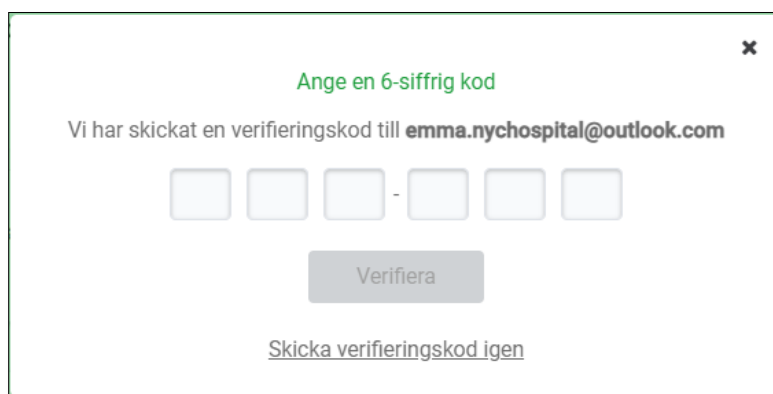 Ange en 6-siffrig kod
Vi har skickat en verifieringskod till emma.nychospital@outlook.com
-
Verifiera
Skicka verifieringskod igen